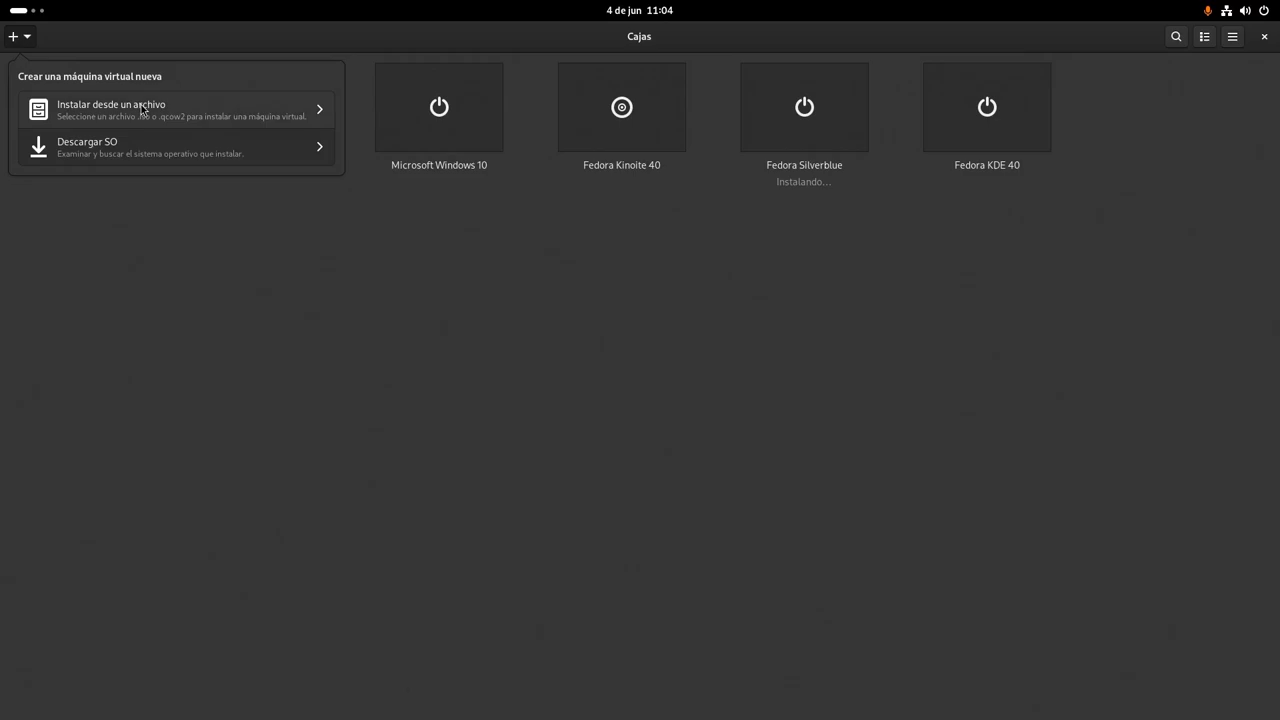 4 de jun 11:04
Cajas
Crear una máquina virtual nueva
Instalar desde un archivo
Seleccione un archivo .iso o .qcow2 para instalar una máquina virtual.
Descargar SO
Examinar y buscar el sistema operativo que instalar.
Microsoft Windows 10
Fedora Kinoite 40
Fedora Silverblue
Instalando…
Fedora KDE 40